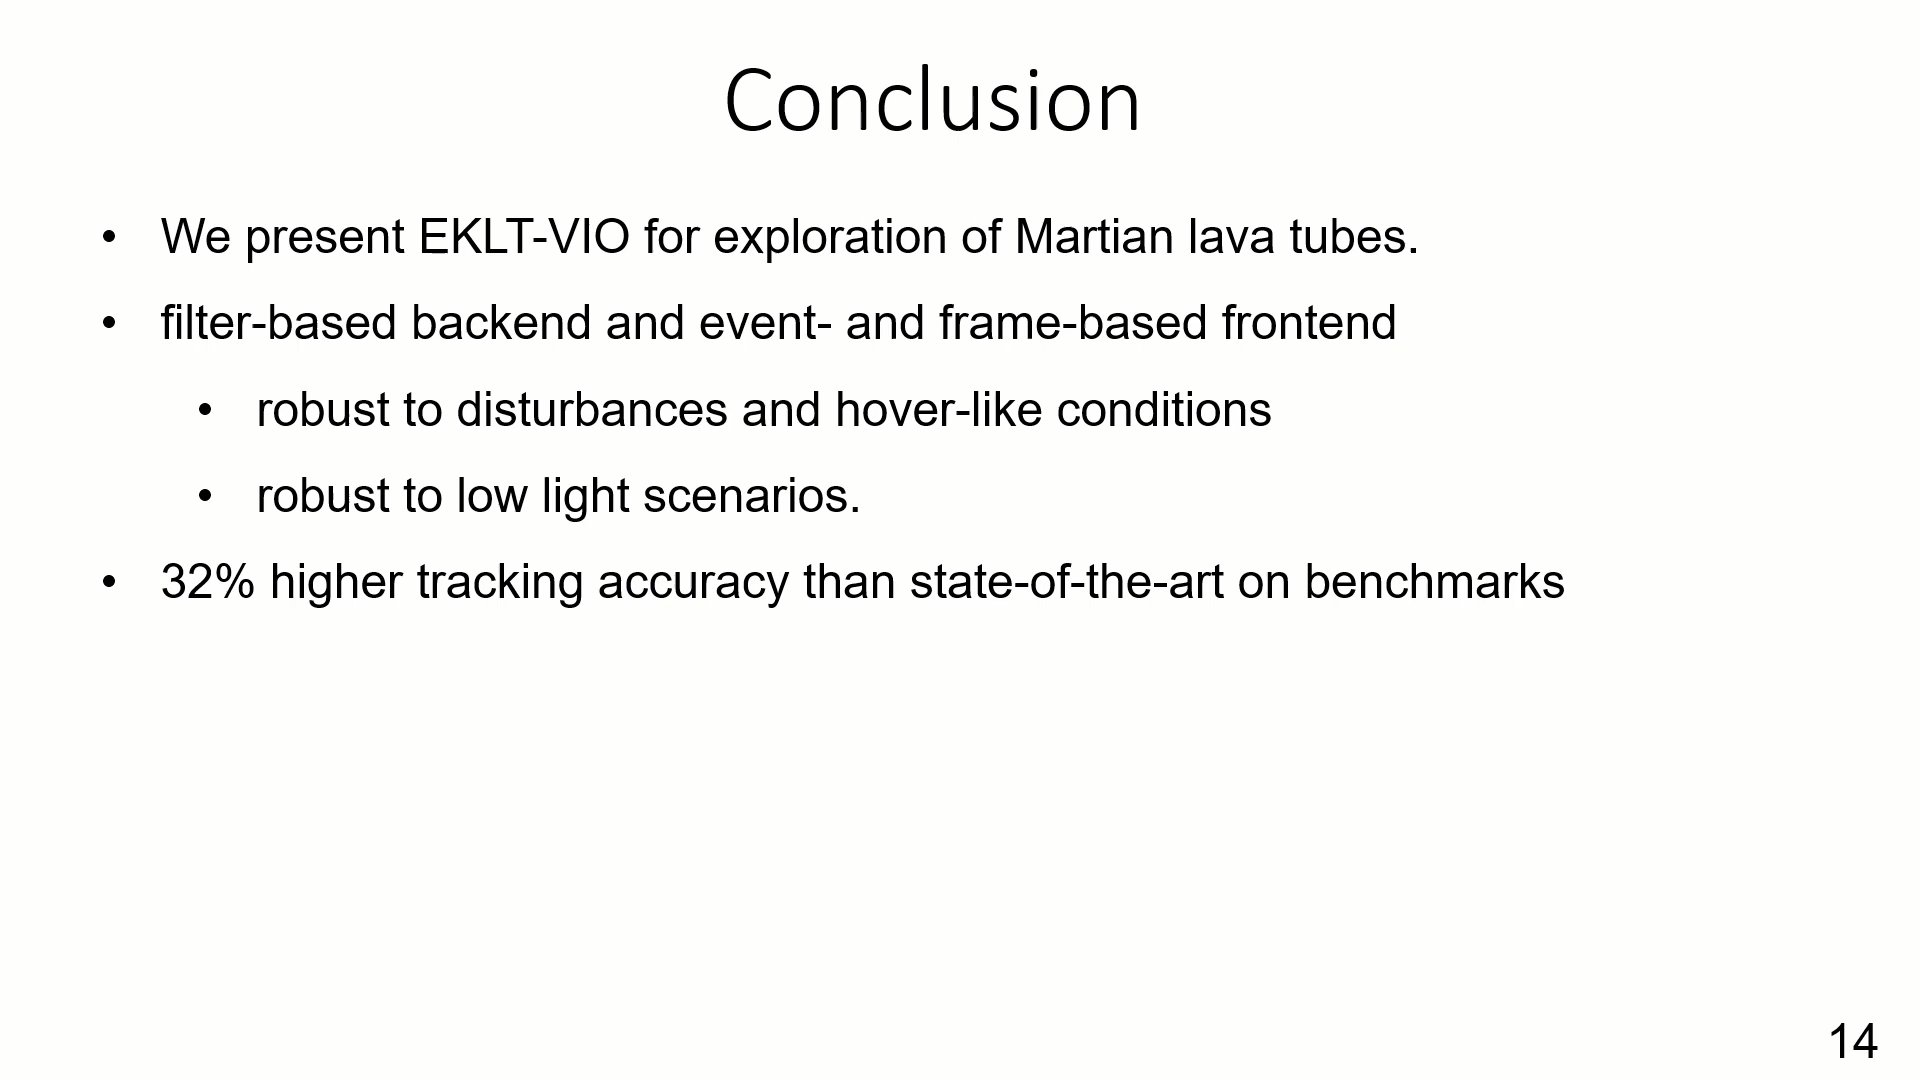 Conclusion
• We present EKLT-VIO for exploration of Martian lava tubes.
• filter-based backend and event- and frame-based frontend
• robust to disturbances and hover-like conditions
• robust to low light scenarios.
• 32% higher tracking accuracy than state-of-the-art on benchmarks
14